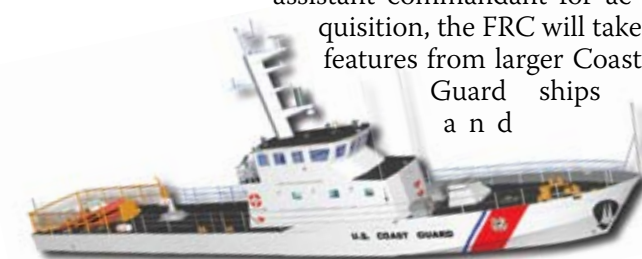 assistant commandant for ac-
quisition, the FRC will take
features from larger Coast
Guard ships
and
U.S. COAST GUARD